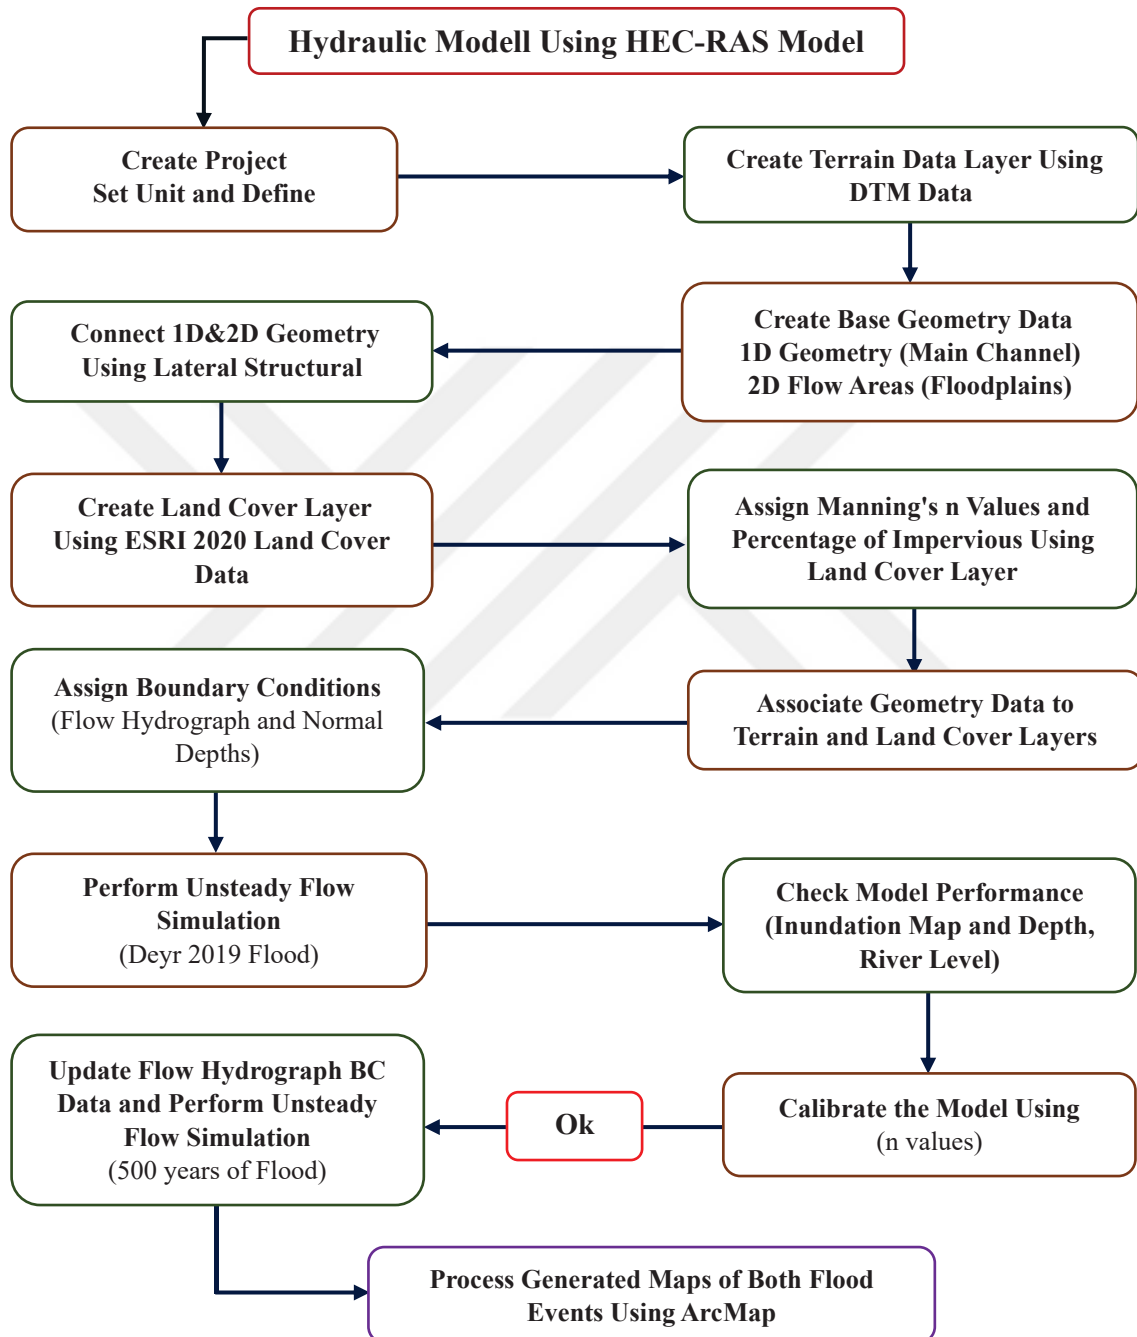 Hydraulic Modell Using HEC-RAS Model
Create Project
Set Unit and Define
Create Terrain Data Layer Using
DTM Data
Create Base Geometry Data
1D Geometry (Main Channel)
2D Flow Areas (Floodplains)
Connect 1D&2D Geometry
Using Lateral Structural
Create Land Cover Layer
Using ESRI 2020 Land Cover
Data
Assign Manning's n Values and
Percentage of Impervious Using
Land Cover Layer
Associate Geometry Data to
Terrain and Land Cover Layers
Assign Boundary Conditions
(Flow Hydrograph and Normal
Depths)
Perform Unsteady Flow
Simulation
(Deyr 2019 Flood)
Check Model Performance
(Inundation Map and Depth,
River Level)
Calibrate the Model Using
(n values)
Ok
Update Flow Hydrograph BC
Data and Perform Unsteady
Flow Simulation
(500 years of Flood)
Process Generated Maps of Both Flood
Events Using ArcMap